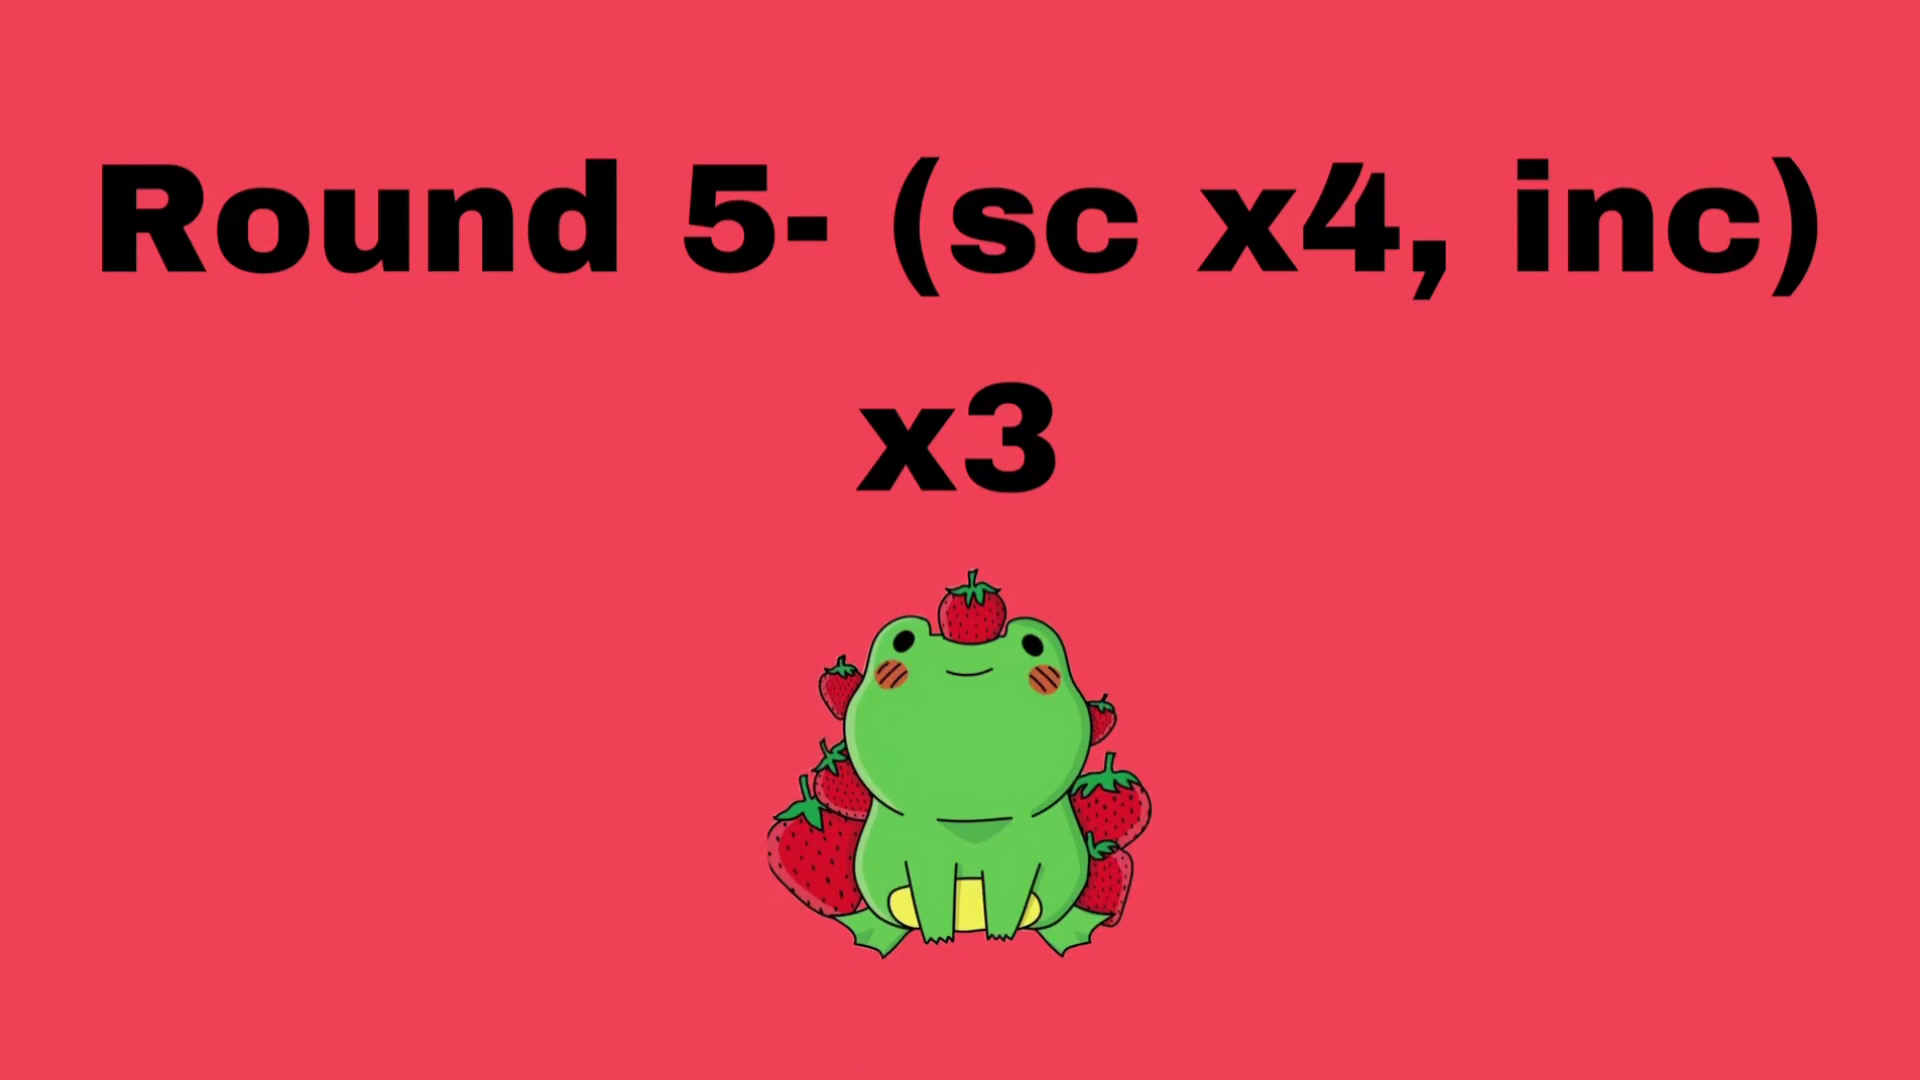 Round 5- (sc x4, inc)
x3